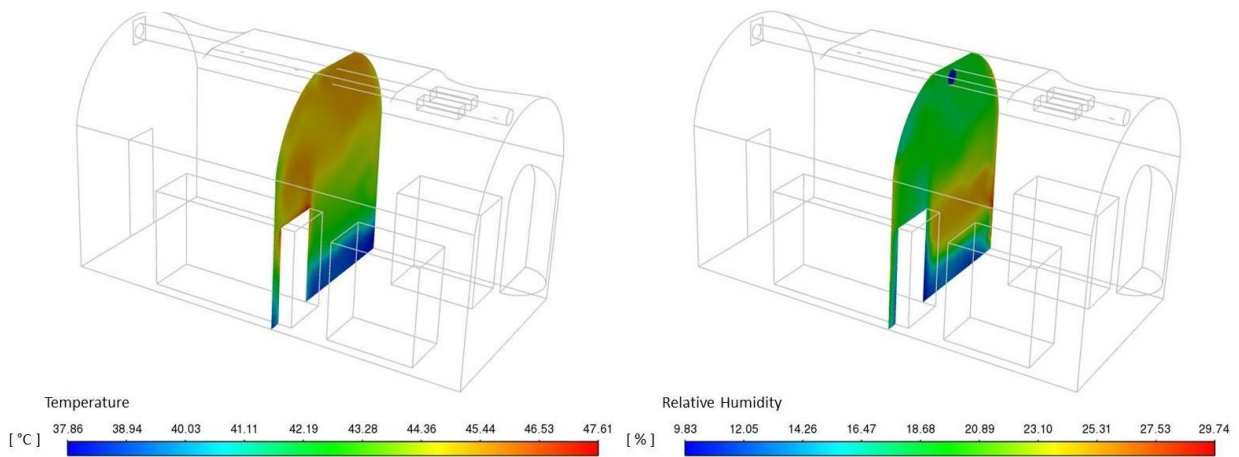 Temperature
[ °C ]
37.86 38.94 40.03 41.11 42.19 43.28 44.36 45.44 46.53 47.61
Relative Humidity
[ % ]
9.83 12.05 14.26 16.47 18.68 20.89 23.10 25.31 27.53 29.74